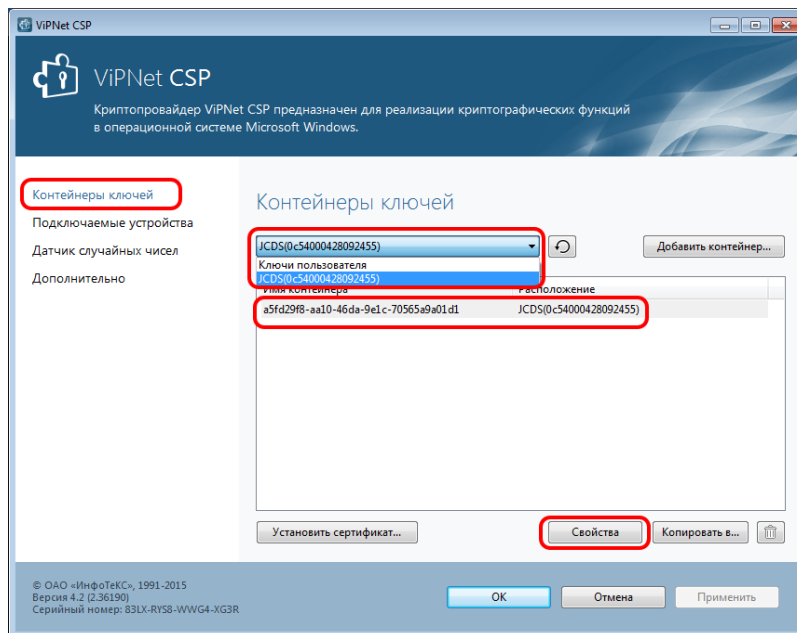 ViPNet CSP
ViPNet CSP
Криптопровайдер ViPNet CSP предназначен для реализации криптографических функций
в операционной системе Microsoft Windows.
Контейнеры ключей
Подключаемые устройства
Датчик случайных чисел
Дополнительно
Контейнеры ключей
JCDS(0c54000428092455)
Добавить контейнер...
Ключи пользователя
JCDS(0c54000428092455)
Имя контейнера Расположение
a5fd29f8-aa10-46da-9e1c-70565a9a01d1 JCDS(0c54000428092455)
Установить сертификат... Свойства Копировать в...
© ОАО «ИнфоТеКС», 1991-2015
Версия 4.2 (2.36190)
Серийный номер: 83LX-RYS8-WWG4-XG3R
OK Отмена Применить